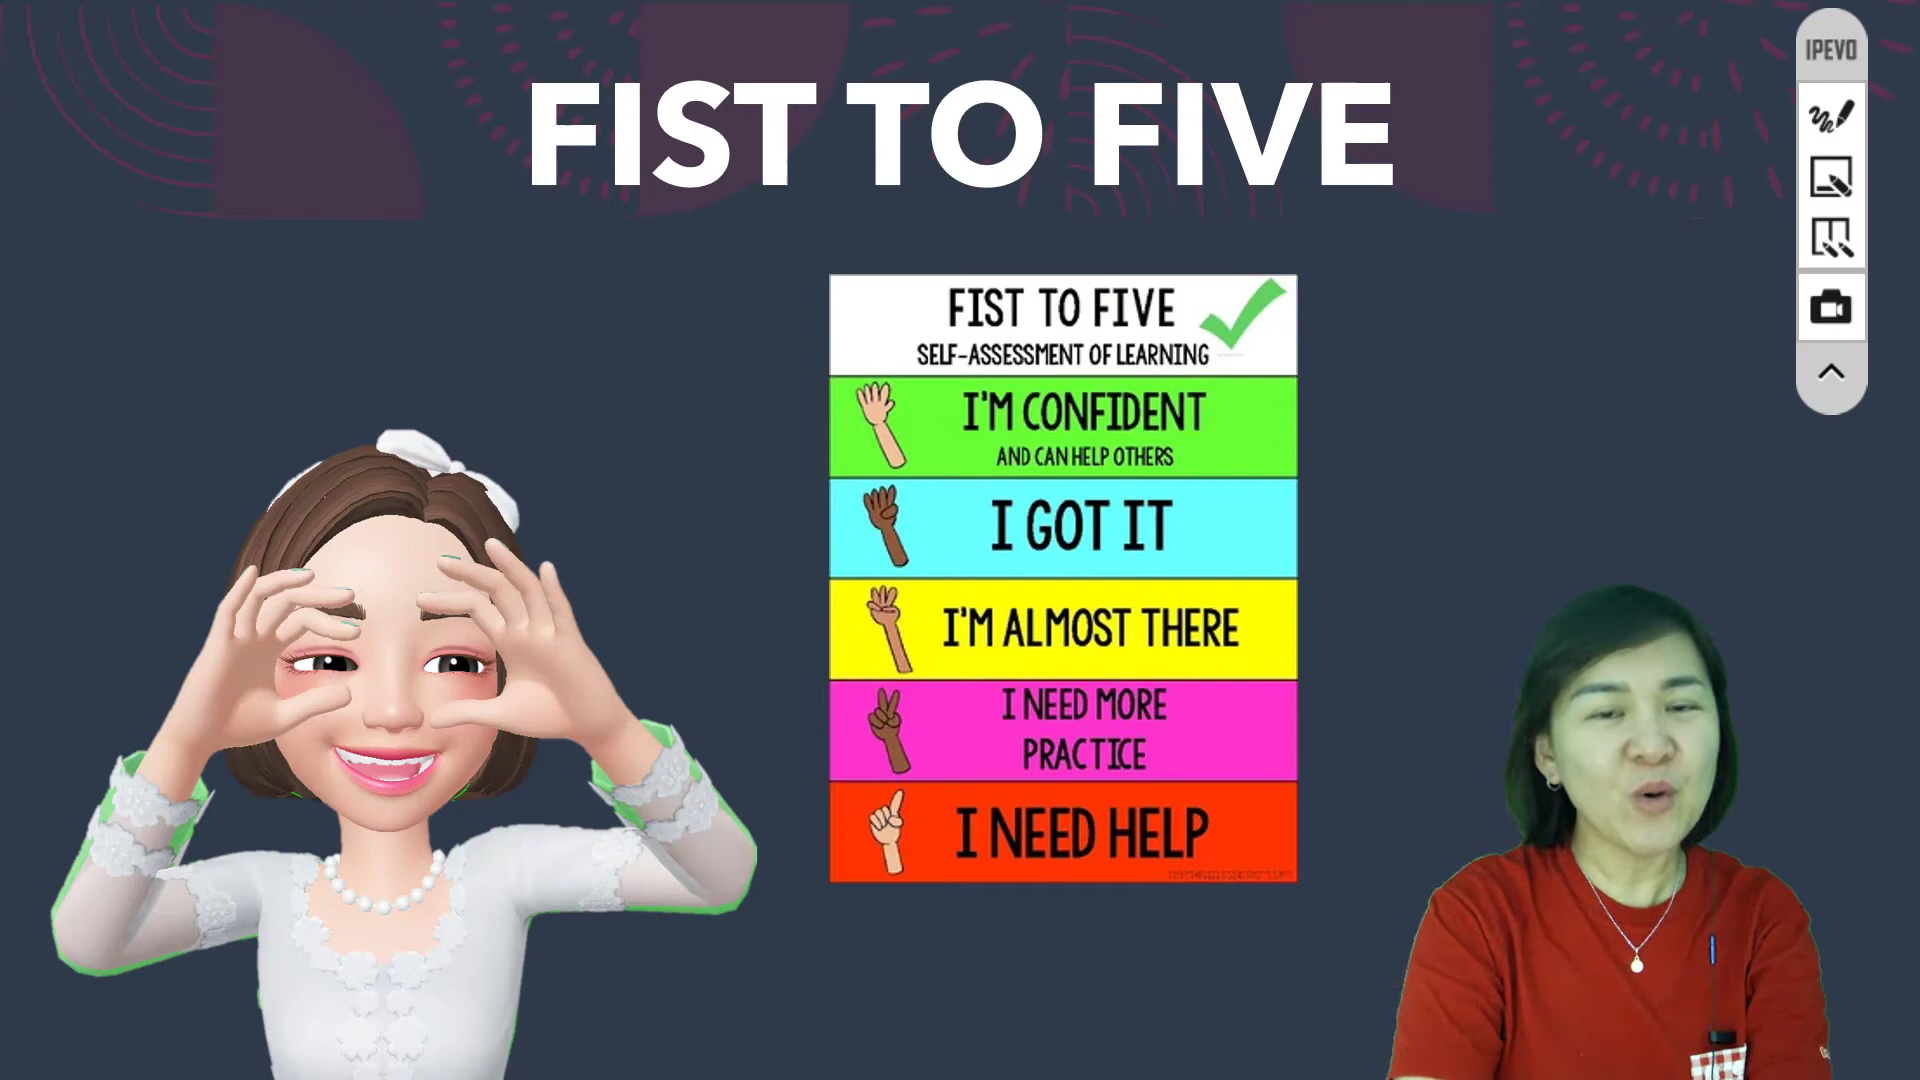 FIST TO FIVE
IPEVO
FIST TO FIVE
SELF-ASSESSMENT OF LEARNING
I'M CONFIDENT
AND CAN HELP OTHERS
I GOT IT
I'M ALMOST THERE
I NEED MORE
PRACTICE
I NEED HELP